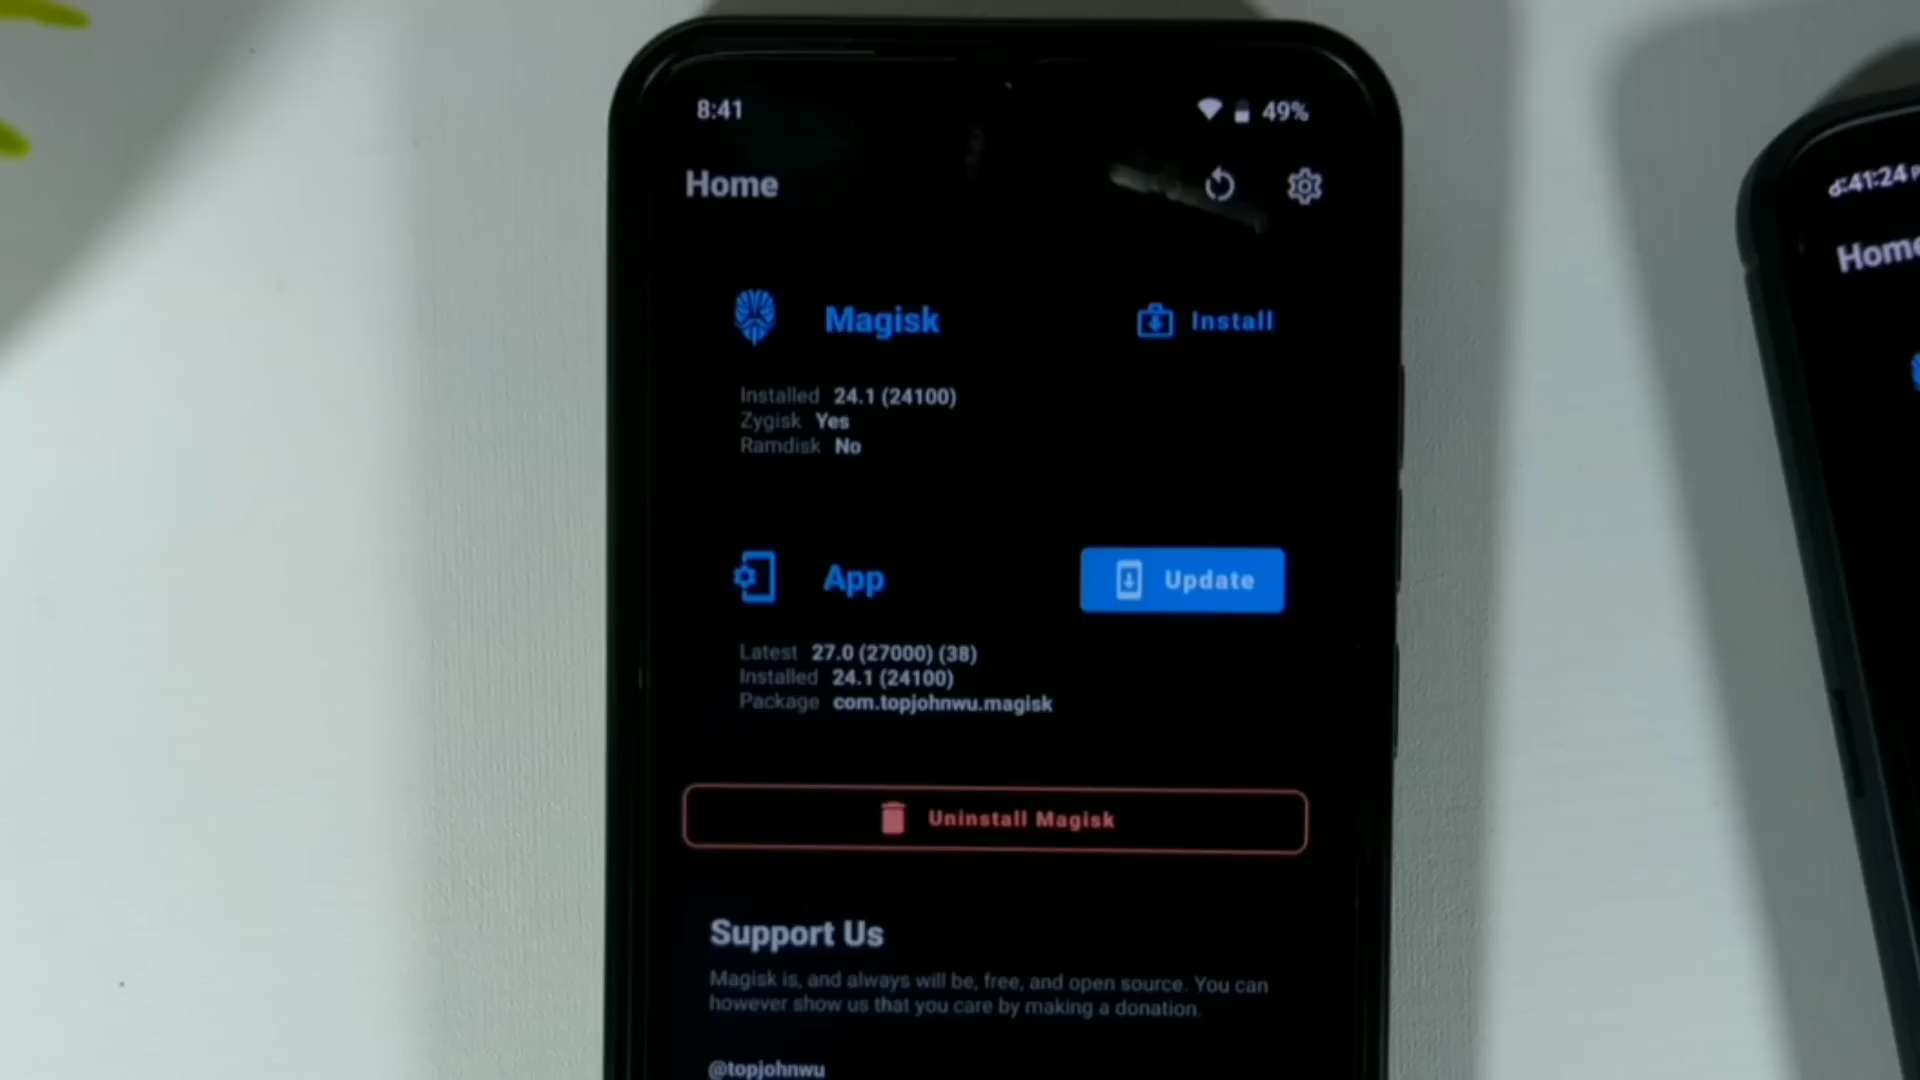 8:41
49%
Home
Magisk
Install
Installed 24.1 (24100)
Zygisk Yes
Ramdisk No
App
Update
Latest 27.0 (27000) (38)
Installed 24.1 (24100)
Package com.topjohnwu.magisk
Uninstall Magisk
Support Us
Magisk is, and always will be, free, and open source. You can
however show us that you care by making a donation.
@topjohnwu
:41:24
Home